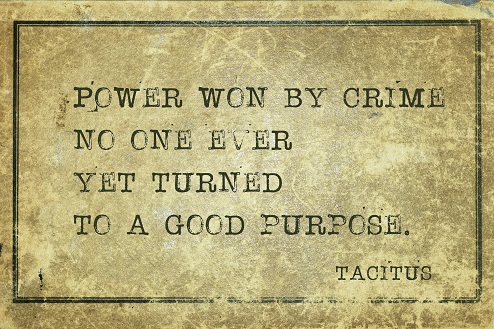 POWER WON BY CRIME
NO ONE EVER
YET TURNED
TO A GOOD PURPOSE.
TACITUS